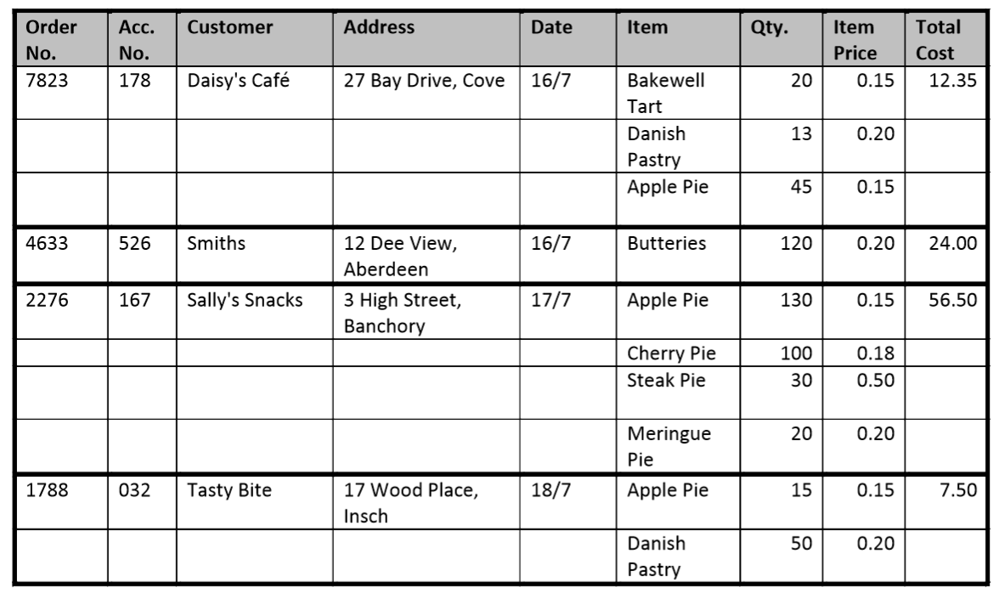 Order Acc. Customer Address Date Item Qty. Item Total
No. No. Price Cost
7823 178 Daisy's Café 27 Bay Drive, Cove 16/7 Bakewell 20 0.15 12.35
Tart
Danish 13 0.20
Pastry
Apple Pie 45 0.15
4633 526 Smiths 12 Dee View, 16/7 Butteries 120 0.20 24.00
Aberdeen
2276 167 Sally's Snacks 3 High Street, 17/7 Apple Pie 130 0.15 56.50
Banchory
Cherry Pie 100 0.18
Steak Pie 30 0.50
Meringue 20 0.20
Pie
1788 032 Tasty Bite 17 Wood Place, 18/7 Apple Pie 15 0.15 7.50
Insch
Danish 50 0.20
Pastry